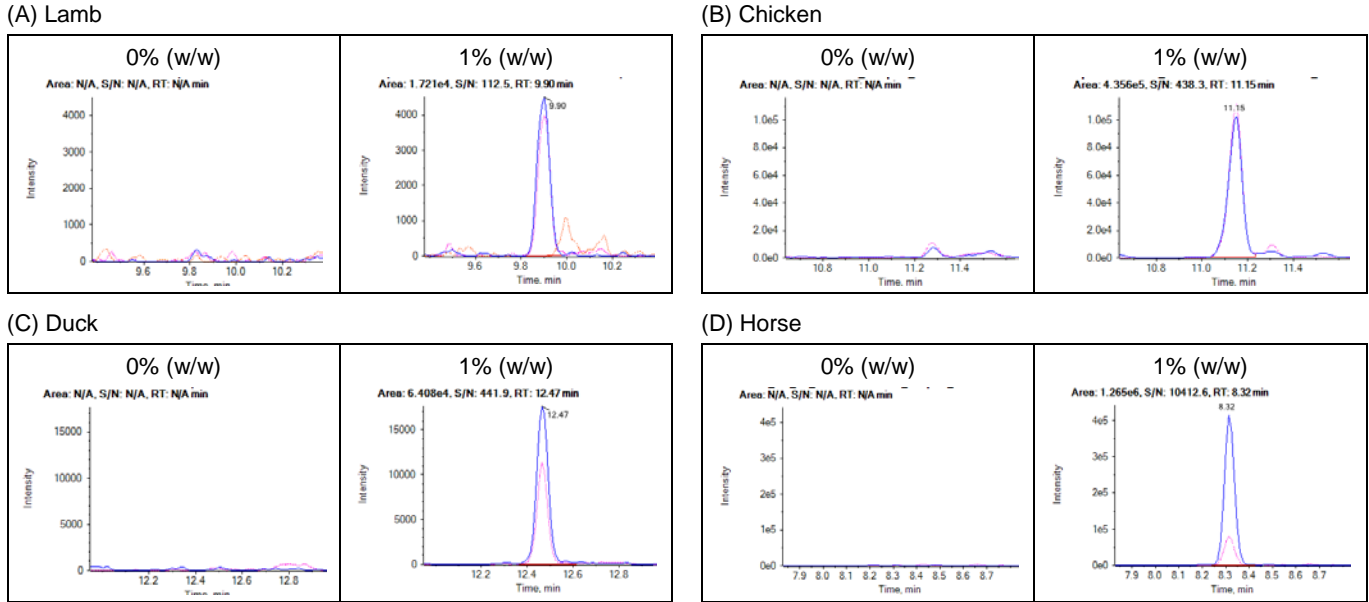 (A) Lamb
0% (w/w)
Area: N/A, S/N: N/A, RT: N/A min
4000
3000
2000
1000
0
Intensity
9.6 9.8 10.0 10.2
Time, min
1% (w/w)
Area: 1.721e4, S/N: 112.5, RT: 9.90 min
9.90
4000
3000
2000
1000
0
Intensity
9.6 9.8 10.0 10.2
Time, min
(B) Chicken
0% (w/w)
Area: N/A, S/N: N/A, RT: N/A min
1.0e5
8.0e4
6.0e4
4.0e4
2.0e4
0.0e0
Intensity
10.8 11.0 11.2 11.4
Time, min
1% (w/w)
Area: 4.356e5, S/N: 438.3, RT: 11.15 min
11.15
1.0e5
8.0e4
6.0e4
4.0e4
2.0e4
0.0e0
Intensity
10.8 11.0 11.2 11.4
Time, min
(C) Duck
0% (w/w)
Area: N/A, S/N: N/A, RT: N/A min
15000
10000
5000
0
Intensity
12.2 12.4 12.6 12.8
Time, min
1% (w/w)
Area: 6.408e4, S/N: 441.9, RT: 12.47 min
12.47
15000
10000
5000
0
Intensity
12.2 12.4 12.6 12.8
Time, min
(D) Horse
0% (w/w)
Area: N/A, S/N: N/A, RT: N/A min
4e5
3e5
2e5
1e5
0e0
Intensity
7.9 8.0 8.1 8.2 8.3 8.4 8.5 8.6 8.7
Time, min
1% (w/w)
Area: 1.265e6, S/N: 10412.6, RT: 8.32 min
8.32
4e5
3e5
2e5
1e5
0e0
Intensity
7.9 8.0 8.1 8.2 8.3 8.4 8.5 8.6 8.7
Time, min